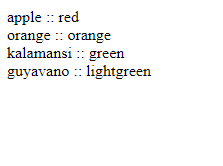 apple :: red
orange :: orange
kalamansi :: green
guyavano :: lightgreen